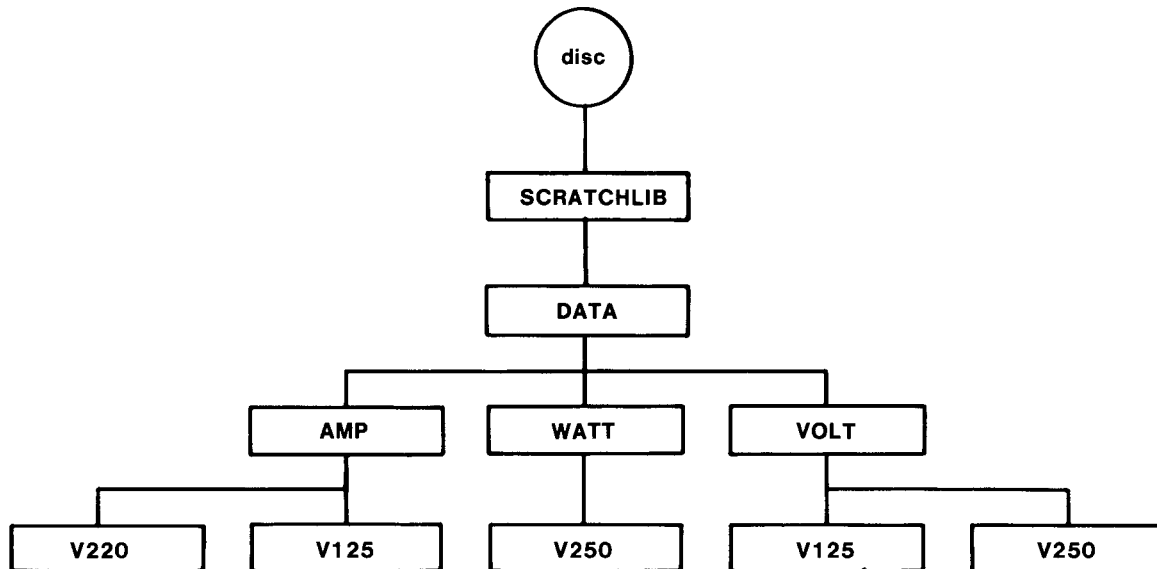 disc
SCRATCHLIB
DATA
AMP WATT VOLT
V220 V125 V250 V125 V250